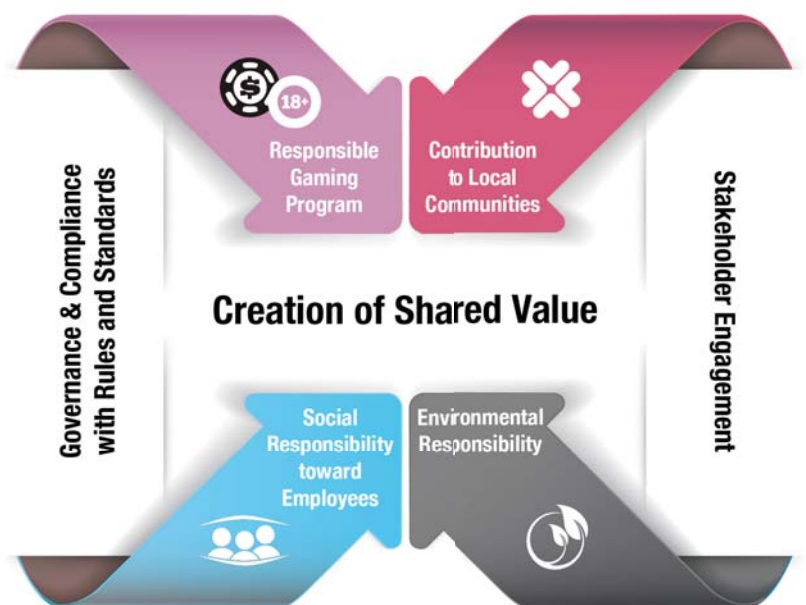 $
18+
Responsible
Gaming
Program
Contribution
to Local
Communities
Governance & Compliance
with Rules and Standards
Creation of Shared Value
Stakeholder Engagement
Social
Responsibility
toward
Employees
Environmental
Responsibility